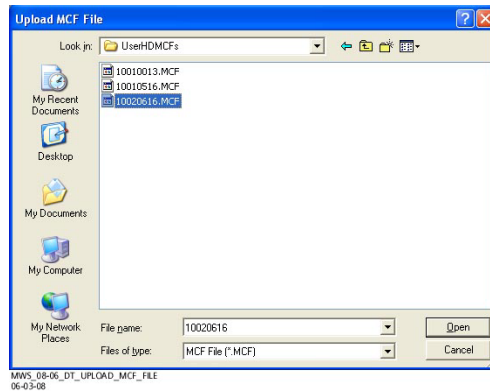 Upload MCF File
Look in:
UserHDMCFs
10010013.MCF
10010516.MCF
10020616.MCF
My Recent
Documents
Desktop
My Documents
My Computer
My Network
Places
File name:
10020616
Open
Files of type:
MCF File (*.MCF)
Cancel
MWS_08-06_DT_UPLOAD_MCF_FILE
06-03-08